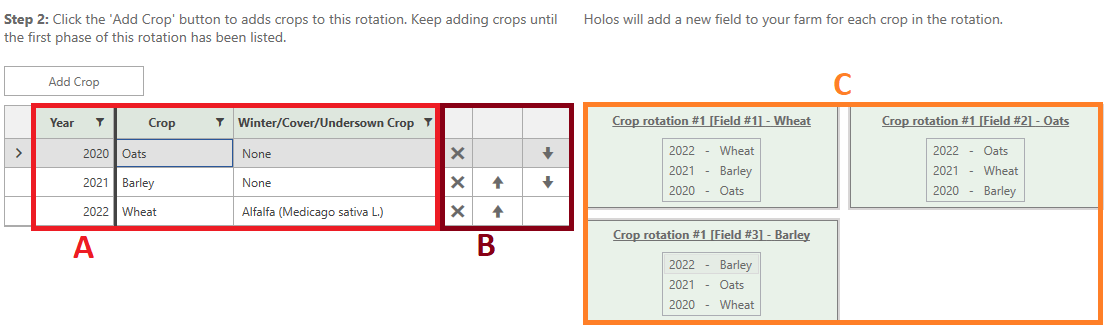 Step 2: Click the 'Add Crop' button to adds crops to this rotation. Keep adding crops until
the first phase of this rotation has been listed.
Holos will add a new field to your farm for each crop in the rotation.
Add Crop
Year Crop Winter/Cover/Undersown Crop
2020 Oats None
2021 Barley None
2022 Wheat Alfalfa (Medicago sativa L.)
A
B
C
Crop rotation #1 [Field #1] - Wheat
2022 - Wheat
2021 - Barley
2020 - Oats
Crop rotation #1 [Field #2] - Oats
2022 - Oats
2021 - Wheat
2020 - Barley
Crop rotation #1 [Field #3] - Barley
2022 - Barley
2021 - Oats
2020 - Wheat